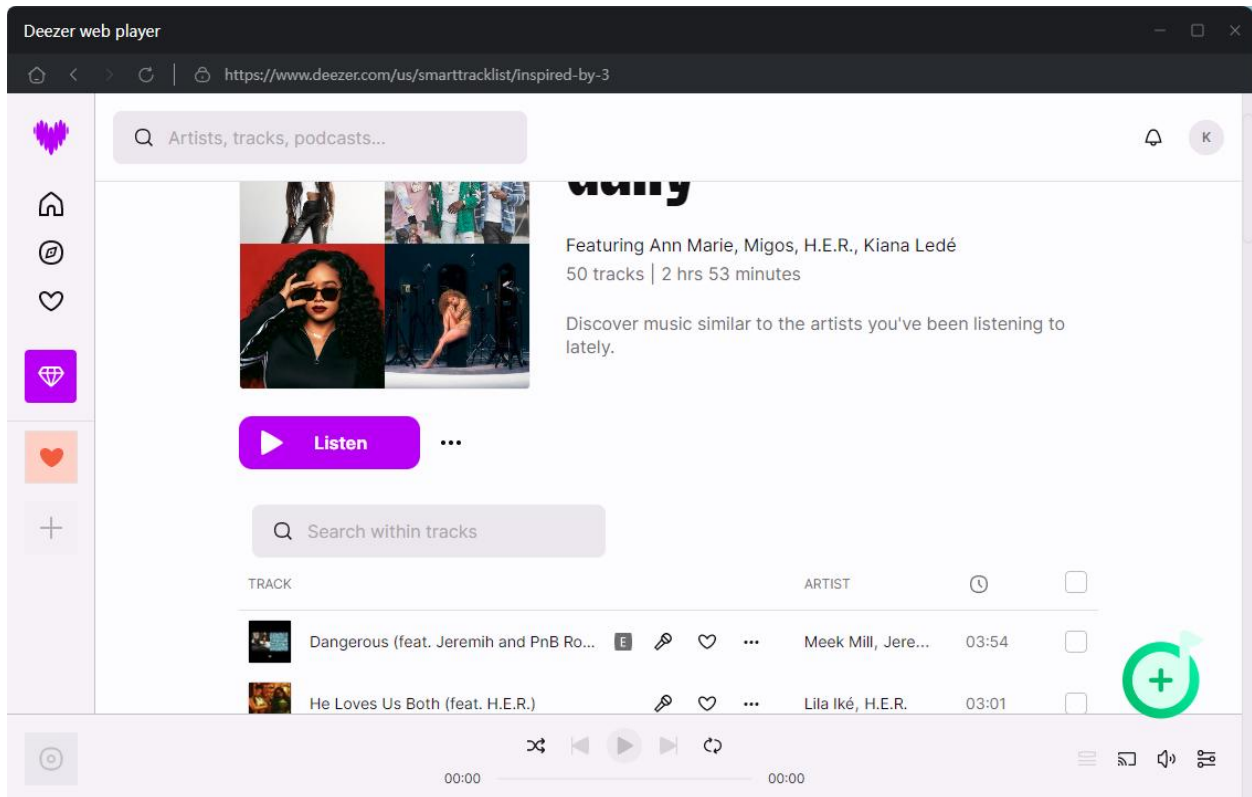 Deezer web player
https://www.deezer.com/us/smarttracklist/inspired-by-3
Artists, tracks, podcasts...
K
daily
Featuring Ann Marie, Migos, H.E.R., Kiana Ledé
50 tracks | 2 hrs 53 minutes
Discover music similar to the artists you've been listening to
lately.
Listen
Search within tracks
TRACK ARTIST
Dangerous (feat. Jeremih and PnB Ro... E Meek Mill, Jere... 03:54
He Loves Us Both (feat. H.E.R.) Lila Iké, H.E.R. 03:01
00:00 00:00